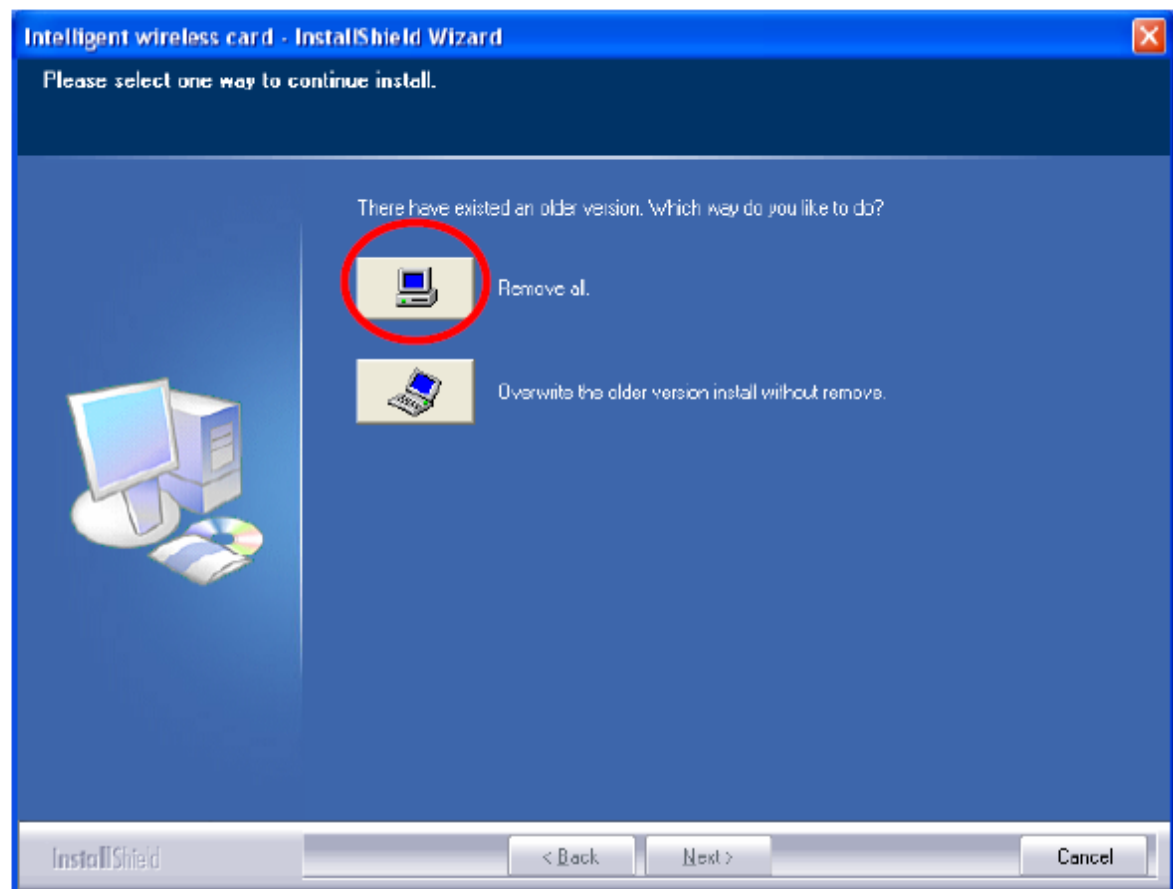 Intelligent wireless card - InstallShield Wizard
Please select one way to continue install.
There have existed an older version. Which way do you like to do?
Remove all.
Overwrite the older version install without remove.
InstallShield
< Back
Next >
Cancel